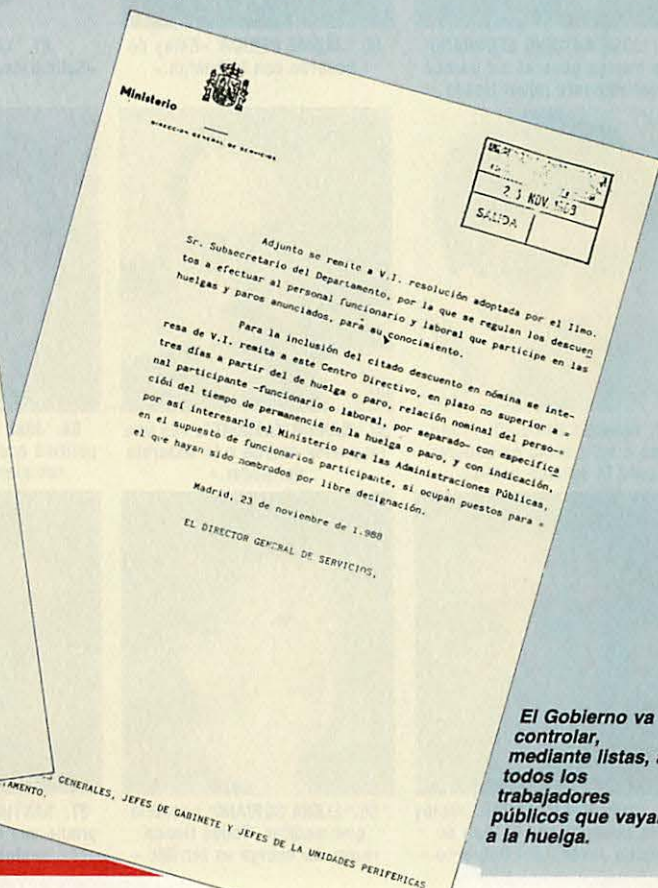 Ministerio
DIRECCION GENERAL DE SERVICIOS
23 NOV. 1988
SALIDA
Adjunto se remite a V.I. resolución adoptada por el Ilmo.
Sr. Subsecretario del Departamento, por la que se regulan los descuen
tos a efectuar al personal funcionario y laboral que participe en las
huelgas y paros anunciados, para su conocimiento.
Para la inclusión del citado descuento en nómina se inte-
resa de V.I. remita a este Centro Directivo, en plazo no superior a =
tres días a partir del de huelga o paro, relación nominal del perso-=
nal participante -funcionario o laboral, por separado- con especifica
ción del tiempo de permanencia en la huelga o paro, y con indicación,
por así interesarlo el Ministerio para las Administraciones Públicas,
en el supuesto de funcionarios participante, si ocupan puestos para =
el que hayan sido nombrados por libre designación.
Madrid, 23 de noviembre de 1.988
EL DIRECTOR GENERAL DE SERVICIOS,
GENERALES, JEFES DE GABINETE Y JEFES DE LA UNIDADES PERIFERICAS
TAMENTO.
El Gobierno va
controlar,
mediante listas,
todos los
trabajadores
públicos que vayan
a la huelga.